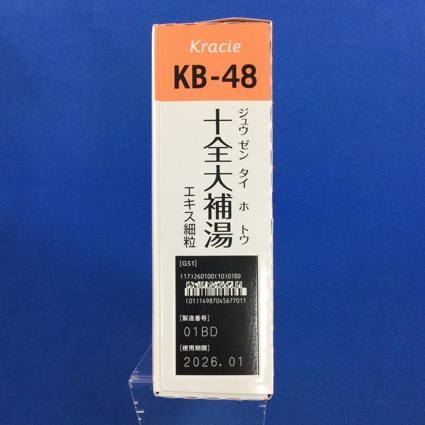 Kracie
KB-48
ジュウ ゼン タイ ホ トウ
十全大補湯
エキス細粒
[GS1]
(17)260100(10)01BD
(01)14987045677011
[製造番号]
01BD
[使用期限]
2026.01